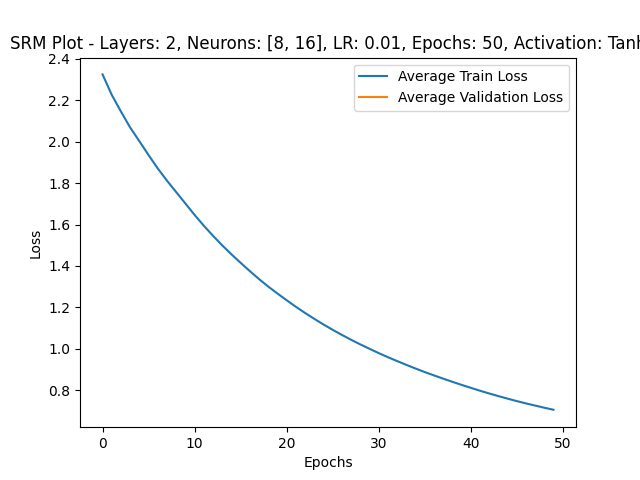 SRM Plot - Layers: 2, Neurons: [8, 16], LR: 0.01, Epochs: 50, Activation: Tanh
Average Train Loss
Average Validation Loss
2.4
2.2
2.0
1.8
1.6
1.4
1.2
1.0
0.8
Loss
0 10 20 30 40 50
Epochs